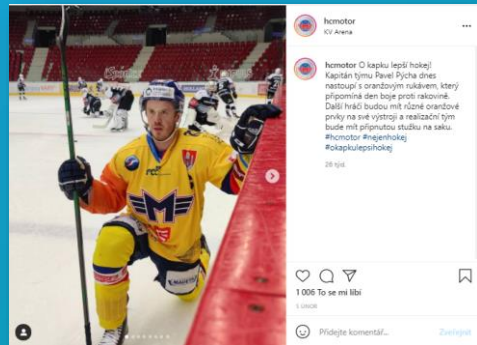 hcmotor
KV Arena
hcmotor O kapku lepší hokej!
Kapitán týmu Pavel Pýcha dnes
nastoupí s oranžovým rukávem, který
připomíná den boje proti rakovině.
Další hráči budou mít různé oranžové
prvky na své výstroji a realizační tým
bude mít připnutou stužku na saku.
#hcmotor #nejenhokej
#okapkulepsihokej
28 týd.
1 006 To se mi líbí
5 ÚNOR
Přidejte komentář...
Zveřejnit